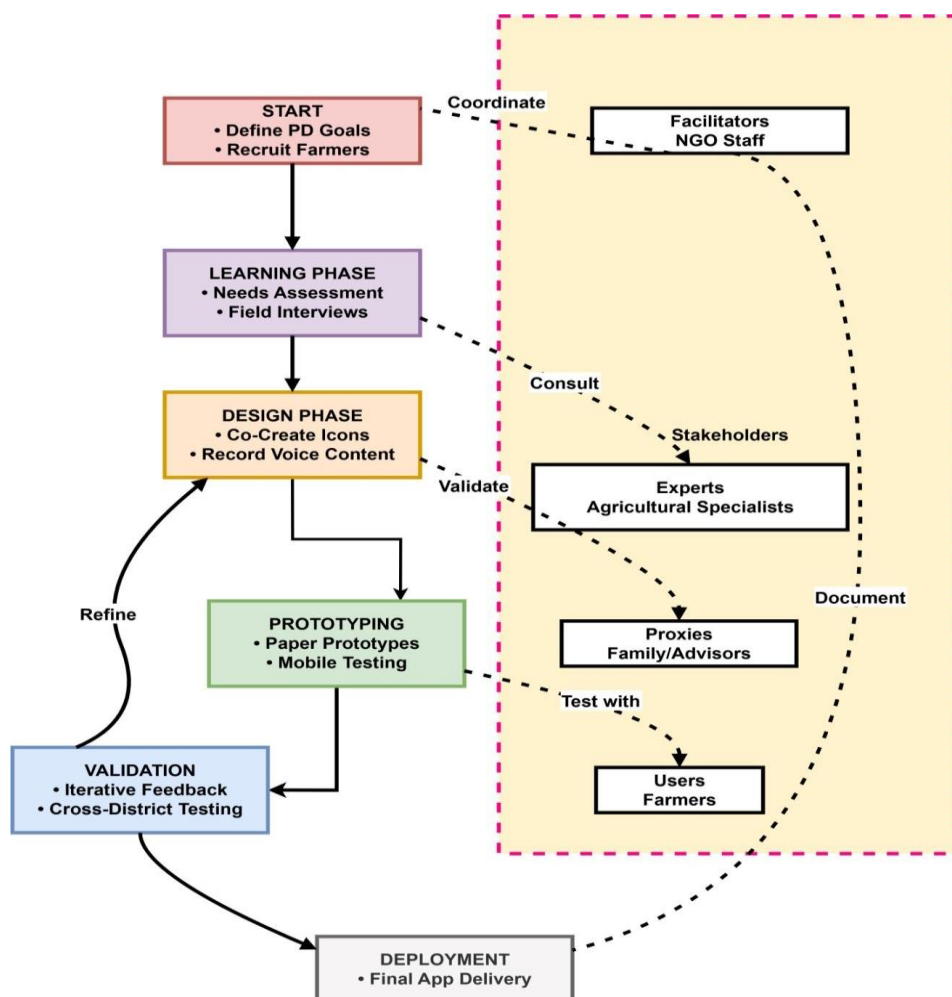 START
• Define PD Goals
• Recruit Farmers
Coordinate
Facilitators
NGO Staff
LEARNING PHASE
• Needs Assessment
• Field Interviews
Consult
DESIGN PHASE
• Co-Create Icons
• Record Voice Content
Stakeholders
Validate
Experts
Agricultural Specialists
Refine
Document
PROTOTYPING
• Paper Prototypes
• Mobile Testing
Proxies
Family/Advisors
Test with
VALIDATION
• Iterative Feedback
• Cross-District Testing
Users
Farmers
DEPLOYMENT
• Final App Delivery